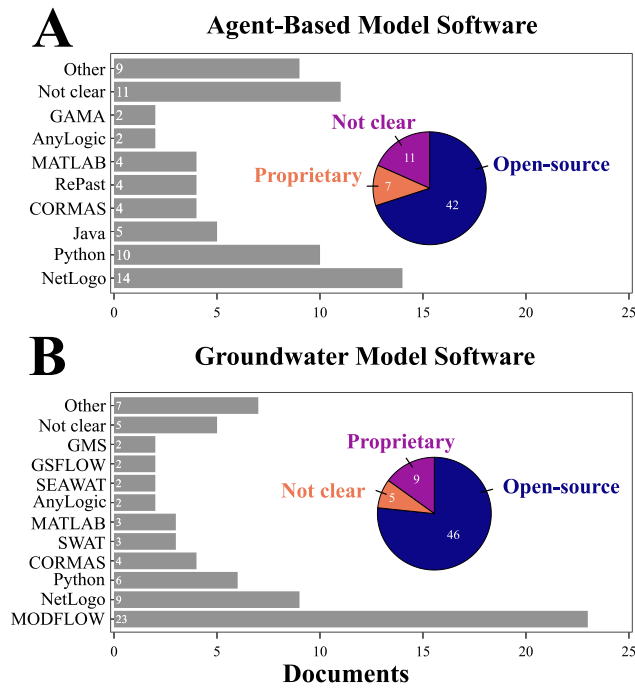 A
Agent-Based Model Software
Other 9
Not clear 11
GAMA 2
AnyLogic 2
MATLAB 4
RePast 4
CORMAS 4
Java 5
Python 10
NetLogo 14
Not clear
11
Proprietary
7
Open-source
42
0 5 10 15 20 25
B
Groundwater Model Software
Other 7
Not clear 5
GMS 2
GSFLOW 2
SEAWAT 2
AnyLogic 2
MATLAB 3
SWAT 3
CORMAS 4
Python 6
NetLogo 9
MODFLOW 23
Proprietary
9
Not clear
5
Open-source
46
0 5 10 15 20 25
Documents